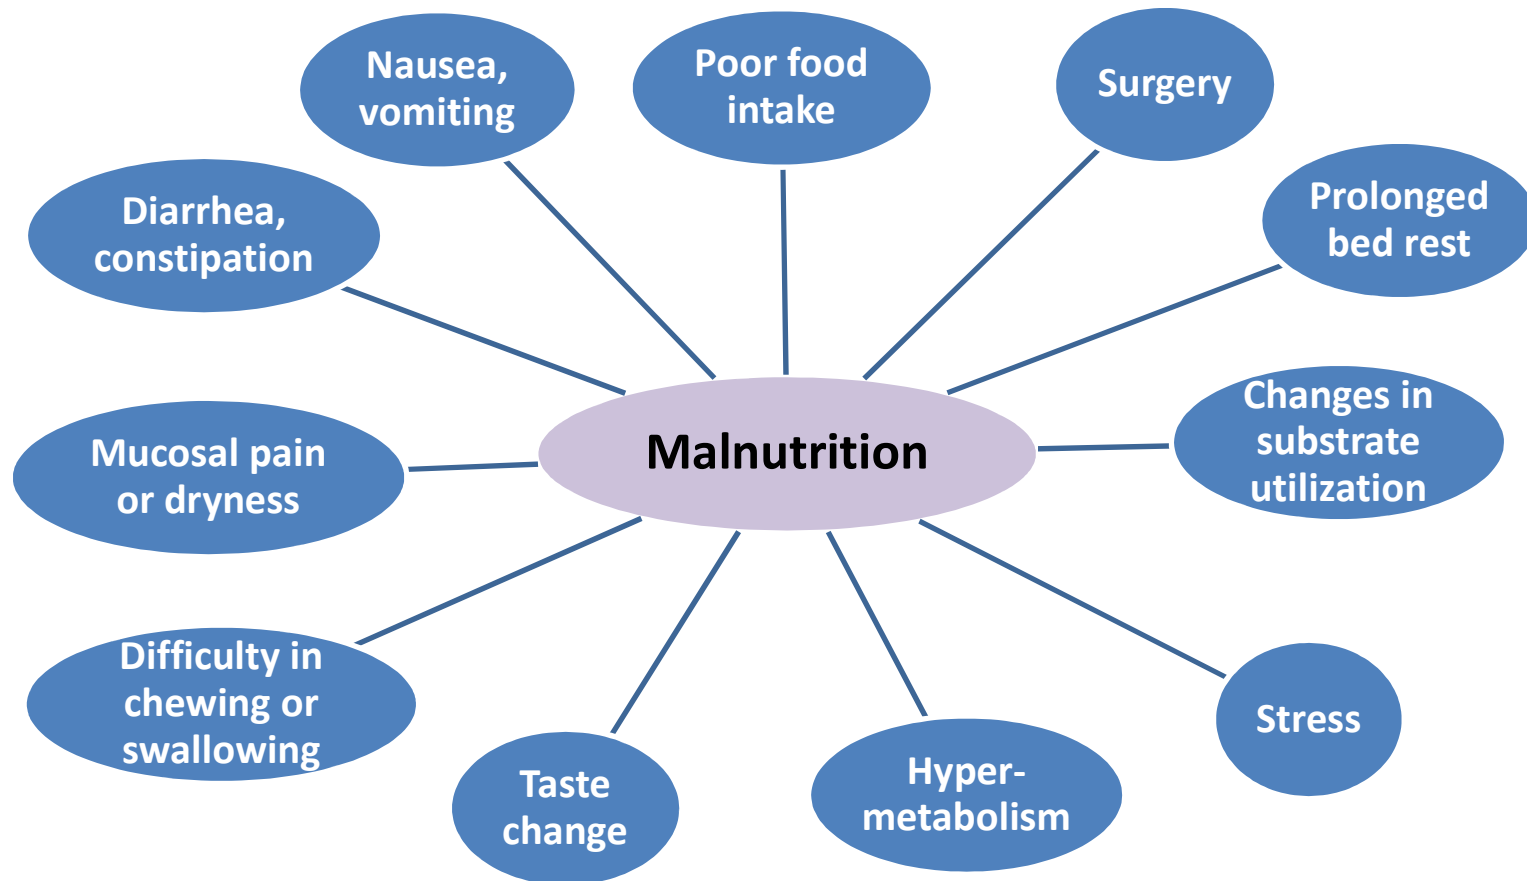 Nausea,
vomiting
Poor food
intake
Surgery
Diarrhea,
constipation
Prolonged
bed rest
Mucosal pain
or dryness
Malnutrition
Changes in
substrate
utilization
Difficulty in
chewing or
swallowing
Taste
change
Hyper-
metabolism
Stress